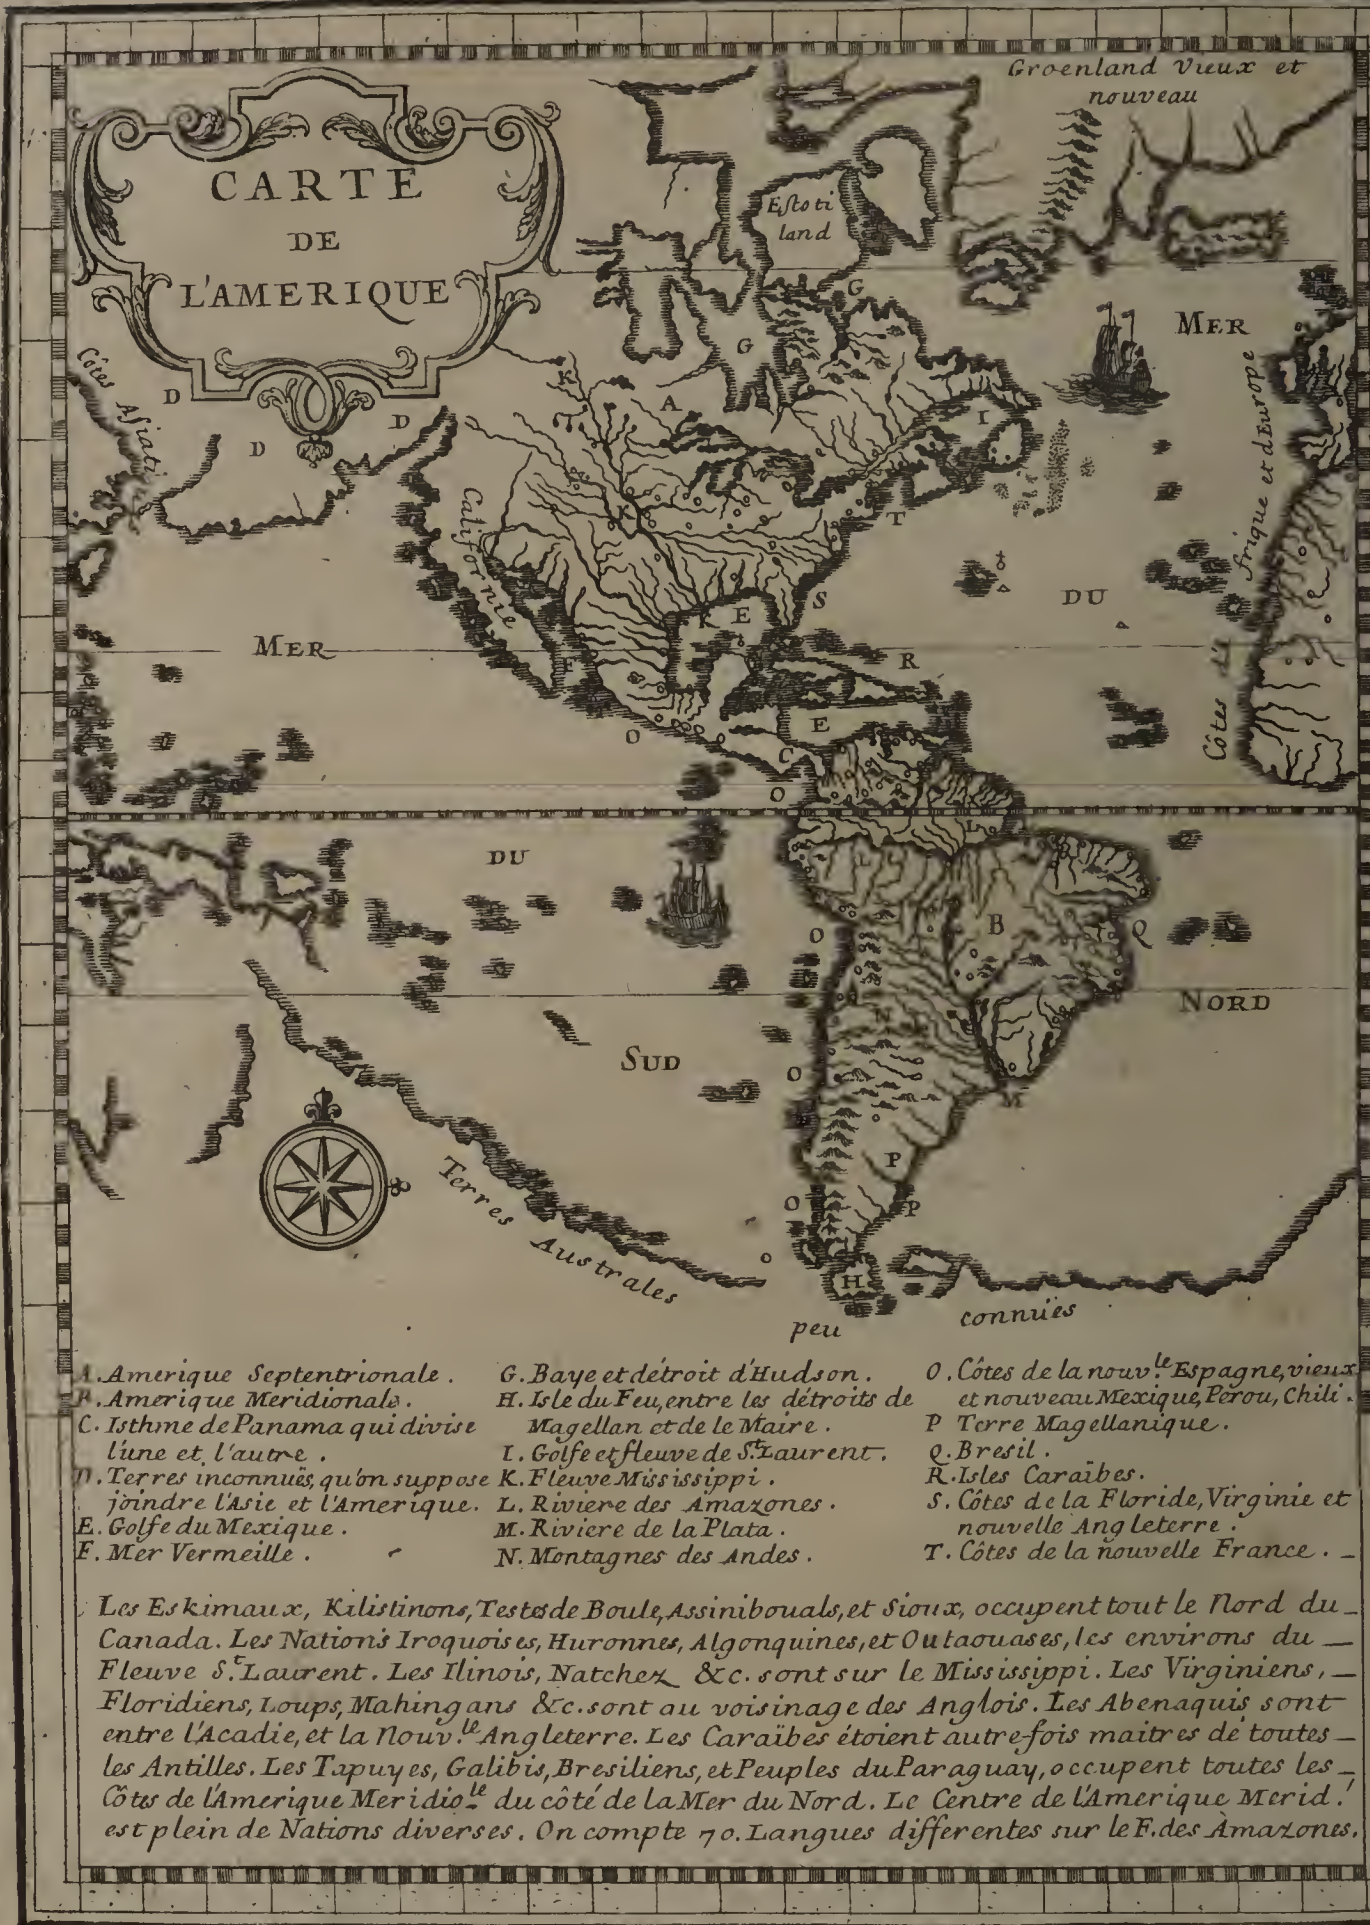 Groenland Vieux et
nouveau
CARTE
DE
L'AMERIQUE
Estoti
land
G
G
MER
Côtes Asiatiques
D
D
D
K
A
I
Californie
K
T
Côtes d'Afrique et d'Europe
DU
S
K
E
MER
F
R
E
O
C
O
L
DU
B
Q
O
NORD
N
SUD
O
M
P
O
P
Terres Australes
H
peu
connuës
A. Amerique Septentrionale.
B. Amerique Meridionale.
C. Isthme de Panama qui divise
l'une et l'autre.
D. Terres inconnuës, qu'on suppose
joindre l'Asie et l'Amerique.
E. Golfe du Mexique.
F. Mer Vermeille.
G. Baye et détroit d'Hudson.
H. Isle du Feu, entre les détroits de
Magellan et de le Maire.
I. Golfe et fleuve de St. Laurent.
K. Fleuve Mississippi.
L. Riviere des Amazones.
M. Riviere de la Plata.
N. Montagnes des Andes.
O. Côtes de la nouv.le Espagne, vieux
et nouveau Mexique, Pérou, Chili.
P Terre Magellanique.
Q. Bresil.
R. Isles Caraïbes.
S. Côtes de la Floride, Virginie et
nouvelle Angleterre.
T. Côtes de la nouvelle France.
Les Eskimaux, Kilistinons, Testes de Boule, Assinibouals, et Sioux, occupent tout le Nord du
Canada. Les Nations Iroquoises, Huronnes, Algonquines, et Outaouases, les environs du
Fleuve St. Laurent. Les Ilinois, Natchez &c. sont sur le Mississippi. Les Virginiens,
Floridiens, Loups, Mahingans &c. sont au voisinage des Anglois. Les Abenaquis sont
entre l'Acadie, et la Nouv.le Angleterre. Les Caraïbes étoient autre-fois maitres de toutes
les Antilles. Les Tapuyes, Galibis, Bresiliens, et Peuples du Paraguay, occupent toutes les
Côtes de l'Amerique Meridio.le du côté de la Mer du Nord. Le Centre de l'Amerique Merid.l
est plein de Nations diverses. On compte 70. Langues differentes sur le F. des Amazones.